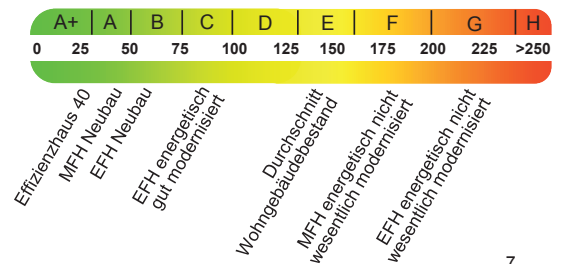 A+ A B C D E F G H
0 25 50 75 100 125 150 175 200 225 >250
Effizienzhaus 40
MFH Neubau
EFH Neubau
EFH energetisch
gut modernisiert
Durchschnitt
Wohngebäudebestand
MFH energetisch nicht
wesentlich modernisiert
EFH energetisch nicht
wesentlich modernisiert
7